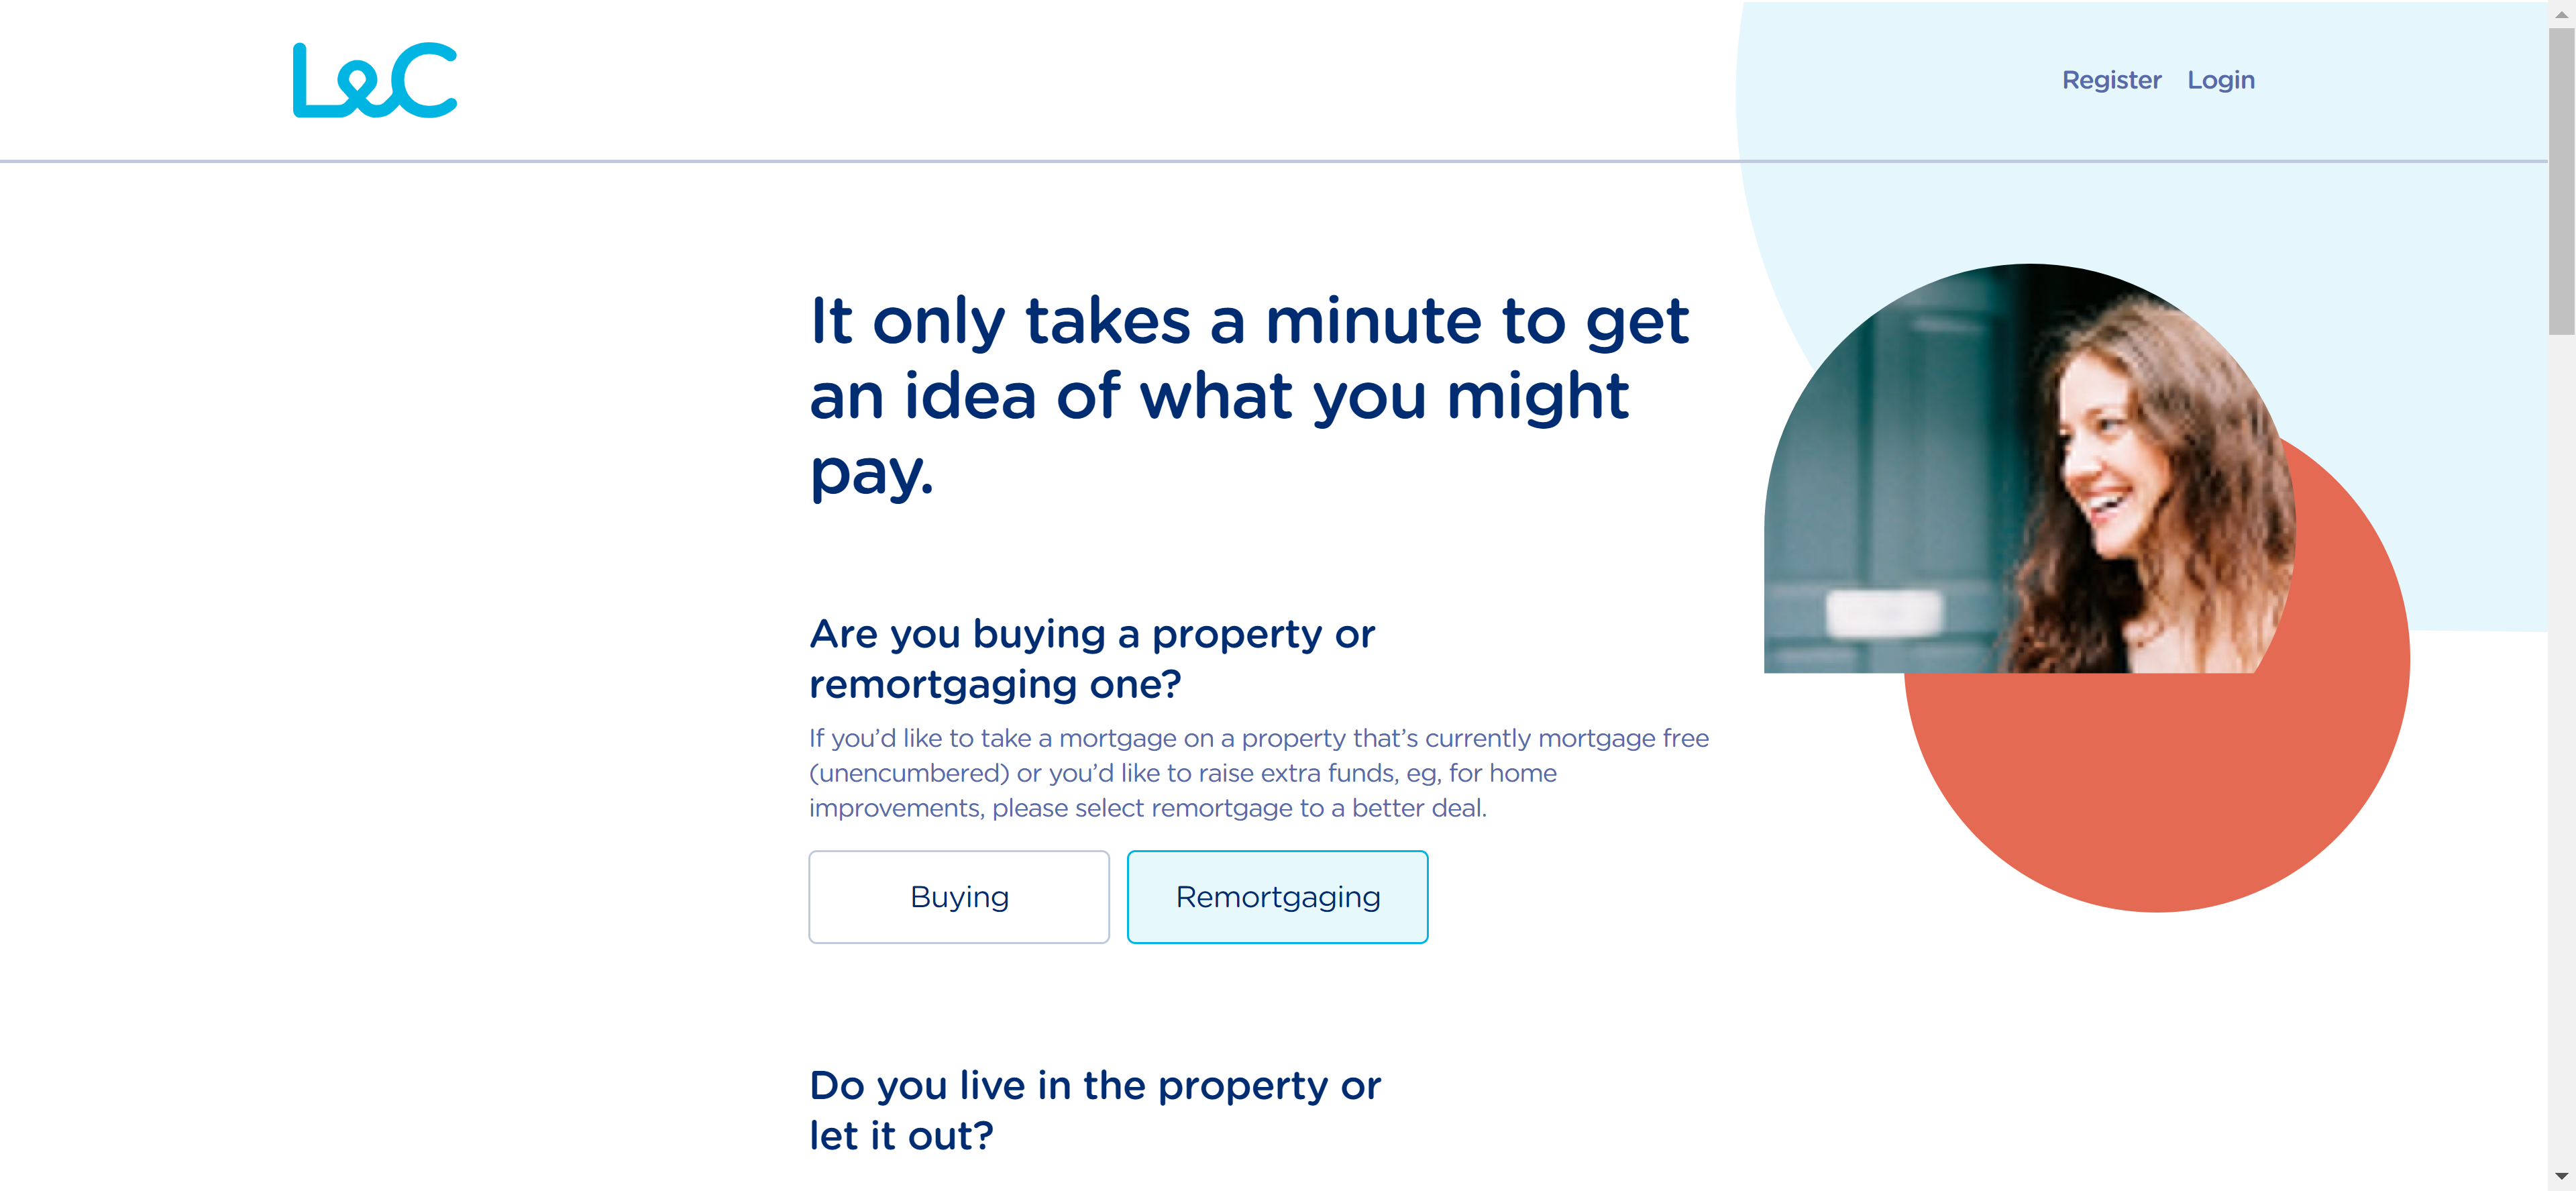 L&C
Register Login
It only takes a minute to get
an idea of what you might
pay.
Are you buying a property or
remortgaging one?
If you’d like to take a mortgage on a property that’s currently mortgage free
(unencumbered) or you’d like to raise extra funds, eg, for home
improvements, please select remortgage to a better deal.
Buying Remortgaging
Do you live in the property or
let it out?